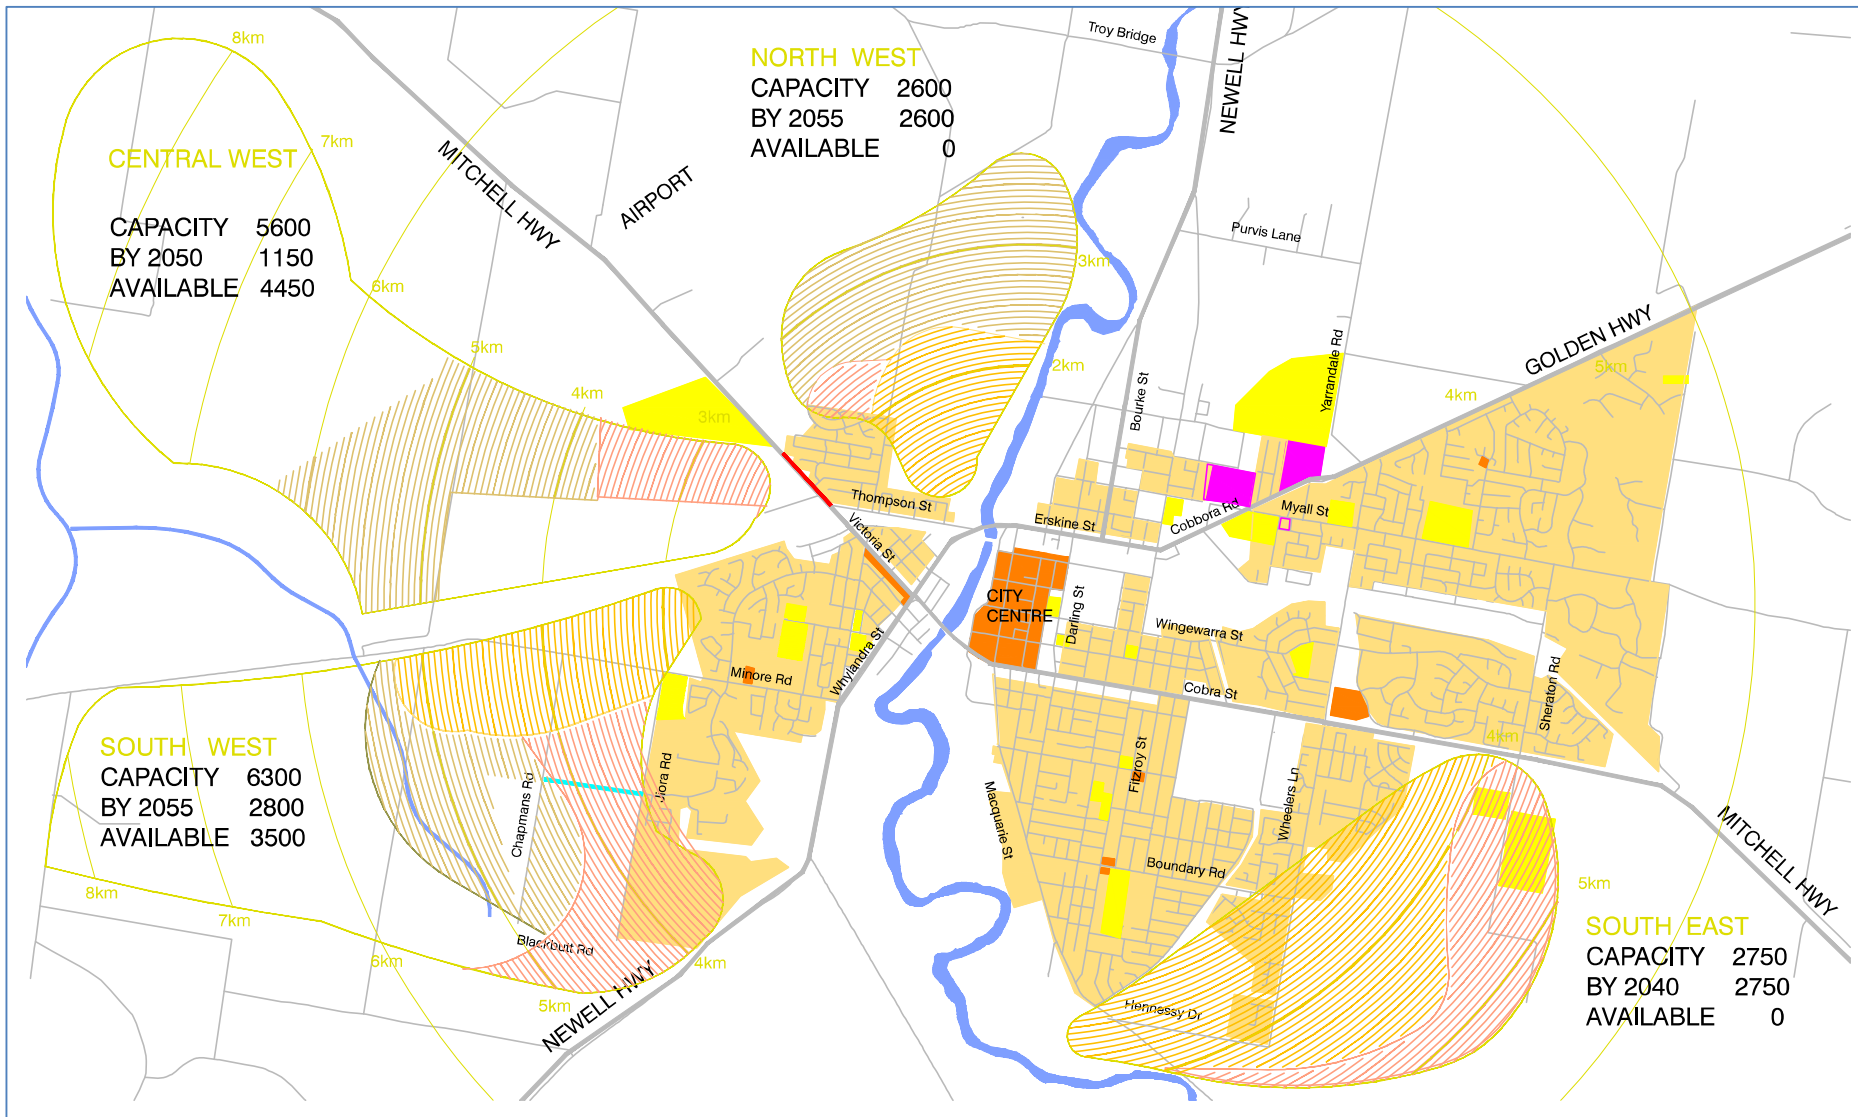 8km
Troy Bridge
NEWELL HWY
NORTH WEST
CAPACITY 2600
BY 2055 2600
AVAILABLE 0
7km
CENTRAL WEST
MITCHELL HWY
AIRPORT
CAPACITY 5600
BY 2050 1150
AVAILABLE 4450
Purvis Lane
3km
6km
GOLDEN HWY
5km
2km
Yarrandale Rd
5km
4km
4km
Bourke St
3km
Thompson St
Victoria St
Erskine St
Cobbora Rd
Myall St
CITY
CENTRE
Darling St
Wingewarra St
Whylandra St
Minore Rd
Cobra St
Sheraton Rd
4km
SOUTH WEST
CAPACITY 6300
BY 2055 2800
AVAILABLE 3500
Chapmans Rd
Jiora Rd
Fitzroy St
Macquarie St
Wheelers Ln
MITCHELL HWY
Boundary Rd
8km
7km
5km
Blackbutt Rd
6km
4km
5km
NEWELL HWY
Hennessy Dr
SOUTH EAST
CAPACITY 2750
BY 2040 2750
AVAILABLE 0